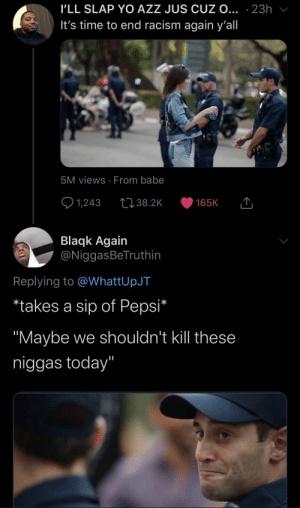 I'LL SLAP YO AZZ JUS CUZ O... · 23h
It's time to end racism again y'all
5M views · From babe
1,243 38.2K 165K
Blaqk Again
@NiggasBeTruthin
Replying to @WhattUpJT
*takes a sip of Pepsi*
"Maybe we shouldn't kill these
niggas today"